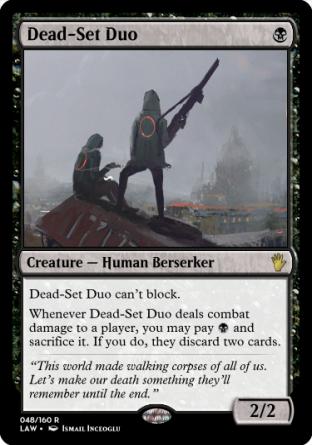 Dead-Set Duo
Creature — Human Berserker
Dead-Set Duo can't block.
Whenever Dead-Set Duo deals combat
damage to a player, you may pay and
sacrifice it. If you do, they discard two cards.
"This world made walking corpses of all of us.
Let's make our death something they'll
remember until the end."
2/2
048/160 R
LAW • Ismail Inceoglu